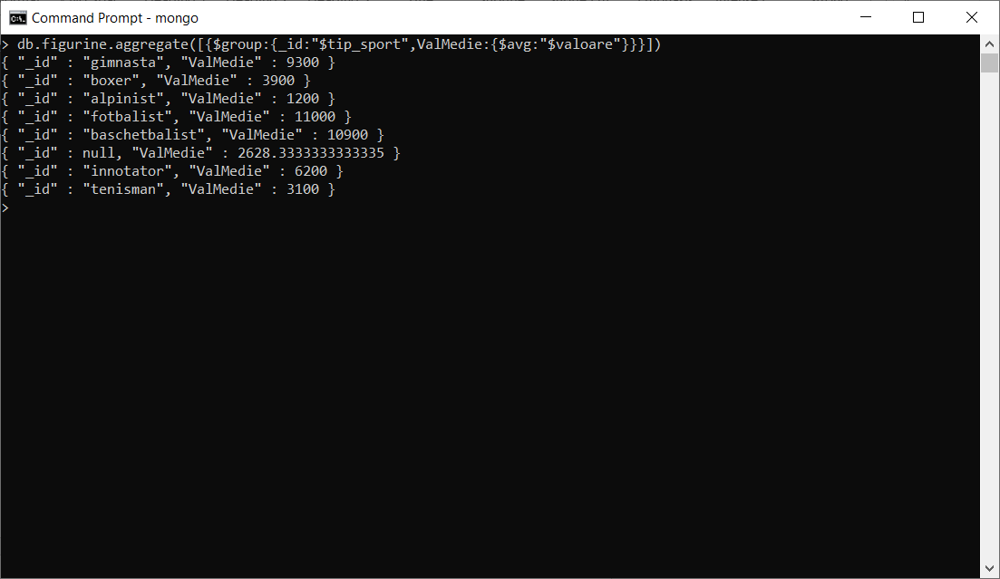 Command Prompt - mongo
> db.figurine.aggregate([{$group:{_id:"$tip_sport",ValMedie:{$avg:"$valoare"}}}])
{ "_id" : "gimnasta", "ValMedie" : 9300 }
{ "_id" : "boxer", "ValMedie" : 3900 }
{ "_id" : "alpinist", "ValMedie" : 1200 }
{ "_id" : "fotbalist", "ValMedie" : 11000 }
{ "_id" : "baschetbalist", "ValMedie" : 10900 }
{ "_id" : null, "ValMedie" : 2628.3333333333335 }
{ "_id" : "innotator", "ValMedie" : 6200 }
{ "_id" : "tenisman", "ValMedie" : 3100 }
>